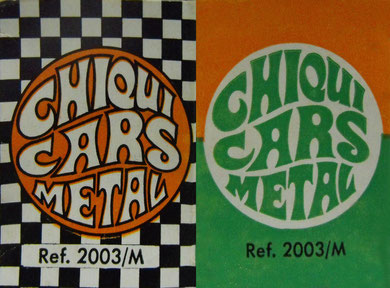 CHIQUI
CARS
METAL
Ref. 2003/M
CHIQUI
CARS
METAL
Ref. 2003/M